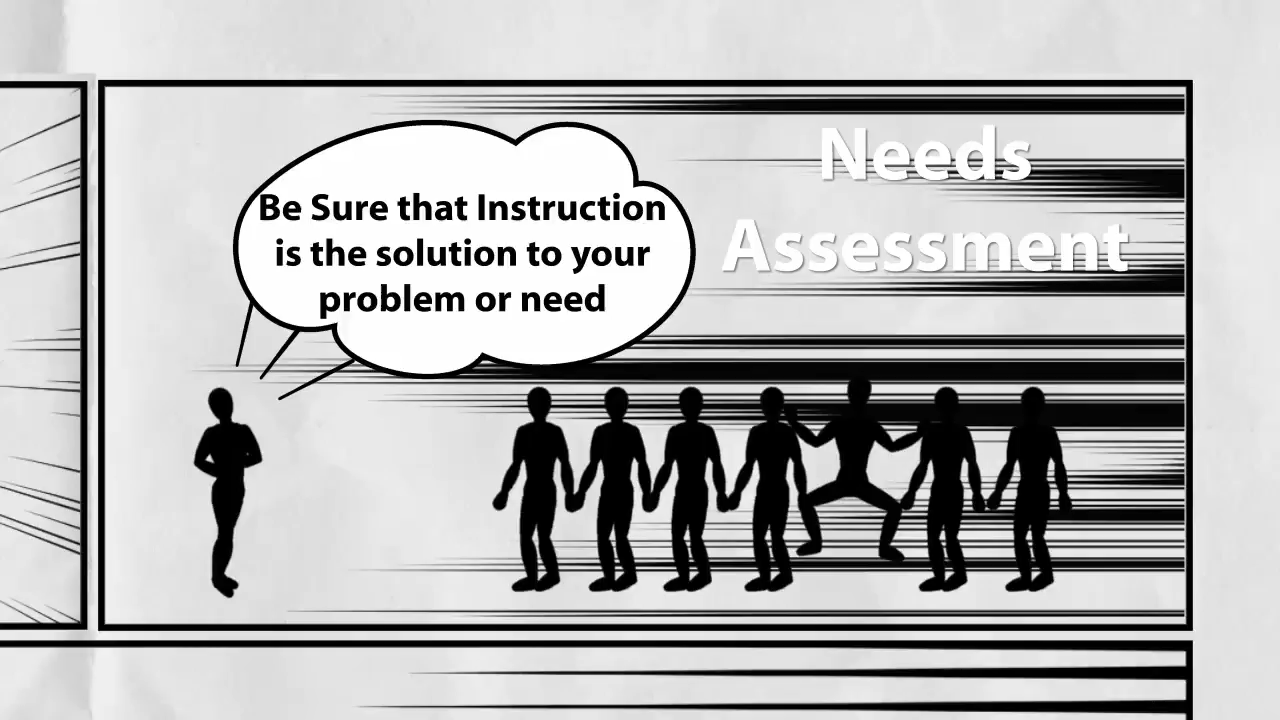 Be Sure that Instruction
is the solution to your
problem or need
Needs
Assessment